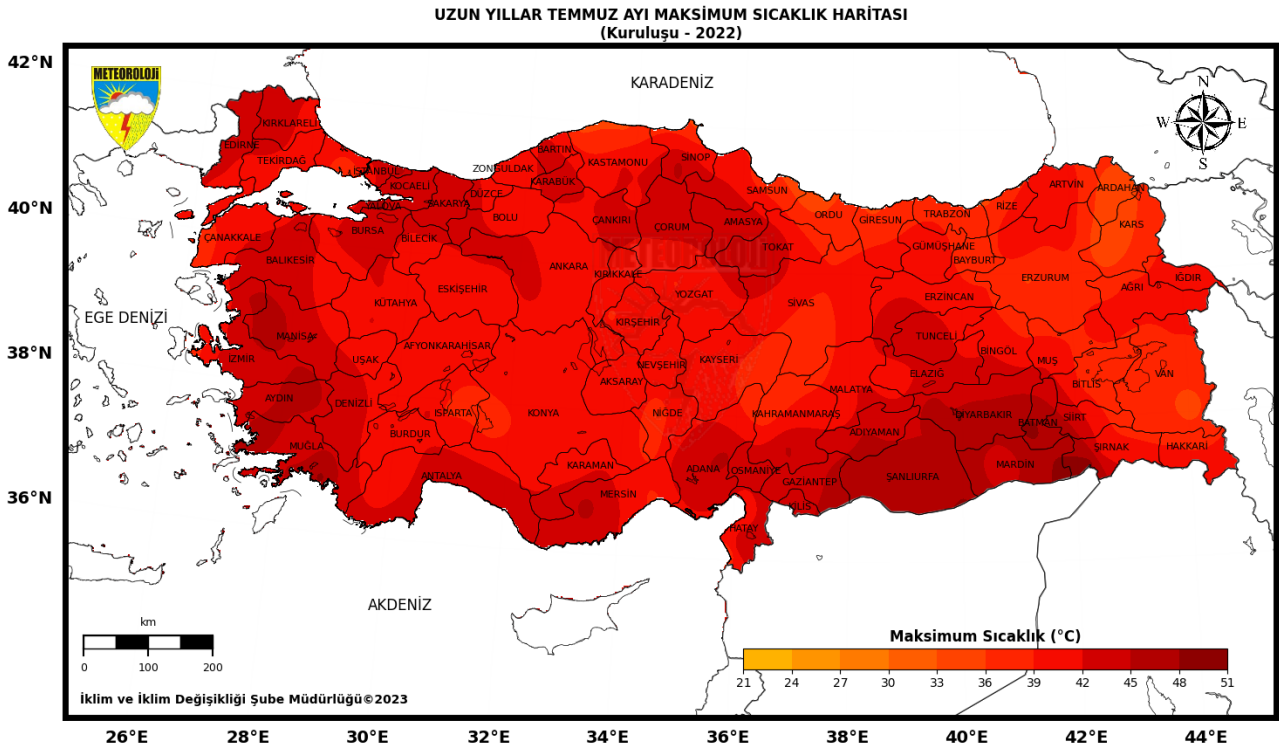 UZUN YILLAR TEMMUZ AYI MAKSİMUM SICAKLIK HARİTASI
(Kuruluşu - 2022)
42°N
40°N
38°N
36°N
METEOROLOJİ
KARADENİZ
N
W E
S
KIRKLARELİ
EDİRNE
TEKİRDAĞ
İSTANBUL
KOCAELİ
YALOVA
SAKARYA
DÜZCE
ZONGULDAK
BARTIN
KARABÜK
KASTAMONU
SİNOP
SAMSUN
ORDU
GİRESUN
TRABZON
RİZE
ARTVİN
ARDAHAN
KARS
ÇANAKKALE
BURSA
BİLECİK
BOLU
ÇANKIRI
ÇORUM
AMASYA
TOKAT
GÜMÜŞHANE
BAYBURT
ERZURUM
AĞRI
IĞDIR
BALIKESİR
KÜTAHYA
ESKİŞEHİR
ANKARA
KIRIKKALE
METEOROLOJİ
YOZGAT
SİVAS
ERZİNCAN
EGE DENİZİ
MANİSA
İZMİR
UŞAK
AFYONKARAHİSAR
KIRŞEHİR
NEVŞEHİR
KAYSERİ
AKSARAY
TUNCELİ
BİNGÖL
MUŞ
ELAZIĞ
BİTLİS
VAN
MALATYA
AYDIN
DENİZLİ
ISPARTA
KONYA
NİĞDE
KAHRAMANMARAŞ
DİYARBAKIR
BATMAN
SİİRT
MUĞLA
BURDUR
ADIYAMAN
ŞIRNAK
HAKKARİ
ANTALYA
KARAMAN
MERSİN
ADANA
OSMANİYE
GAZİANTEP
ŞANLIURFA
MARDİN
KİLİS
HATAY
AKDENİZ
km
0 100 200
Maksimum Sıcaklık (°C)
21 24 27 30 33 36 39 42 45 48 51
İklim ve İklim Değişikliği Şube Müdürlüğü©2023
26°E 28°E 30°E 32°E 34°E 36°E 38°E 40°E 42°E 44°E